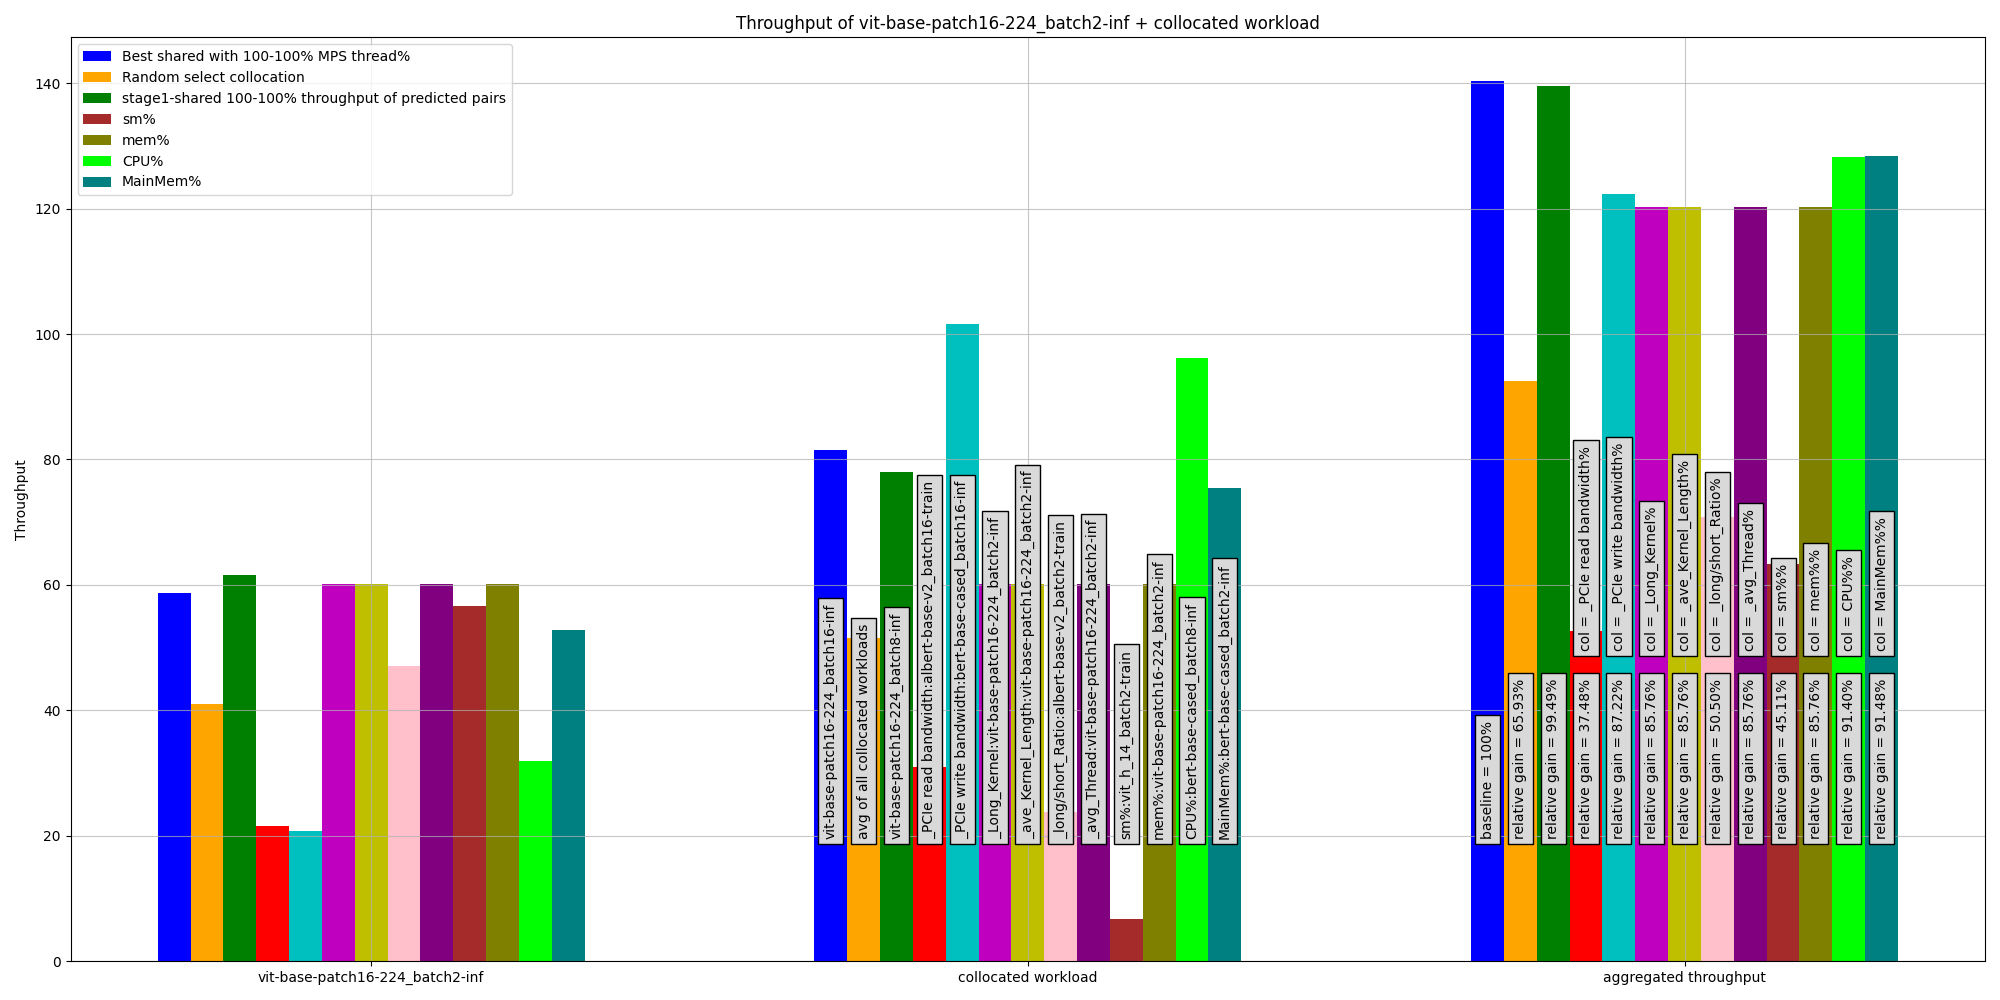 Throughput of vit-base-patch16-224_batch2-inf + collocated workload
Best shared with 100-100% MPS thread%
Random select collocation
stage1-shared 100-100% throughput of predicted pairs
sm%
mem%
CPU%
MainMem%
Throughput
140
120
100
80
60
40
20
0
vit-base-patch16-224_batch16-inf
avg of all collocated workloads
vit-base-patch16-224_batch8-inf
_PCIe read bandwidth:albert-base-v2_batch16-train
_PCIe write bandwidth:bert-base-cased_batch16-inf
_Long_Kernel:vit-base-patch16-224_batch2-inf
_ave_Kernel_Length:vit-base-patch16-224_batch2-inf
_long/short_Ratio:albert-base-v2_batch2-train
_avg_Thread:vit-base-patch16-224_batch2-inf
sm%:vit_h_14_batch2-train
mem%:vit-base-patch16-224_batch2-inf
CPU%:bert-base-cased_batch8-inf
MainMem%:bert-base-cased_batch2-inf
col = _PCIe read bandwidth%
col = _PCIe write bandwidth%
col = _Long_Kernel%
col = _ave_Kernel_Length%
col = _long/short_Ratio%
col = _avg_Thread%
col = sm%%
col = mem%%
col = CPU%%
col = MainMem%%
baseline = 100%
relative gain = 65.93%
relative gain = 99.49%
relative gain = 37.48%
relative gain = 87.22%
relative gain = 85.76%
relative gain = 85.76%
relative gain = 50.50%
relative gain = 85.76%
relative gain = 45.11%
relative gain = 85.76%
relative gain = 91.40%
relative gain = 91.48%
vit-base-patch16-224_batch2-inf
collocated workload
aggregated throughput